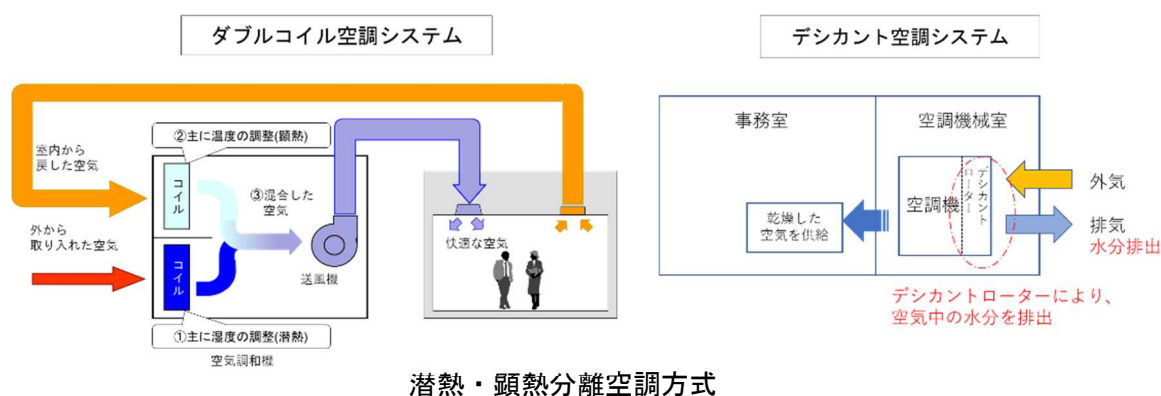 ダブルコイル空調システム
②主に温度の調整(顕熱)
室内から
戻した空気
コイル
③混合した
空気
外から
取り入れた空気
コイル
送風機
①主に湿度の調整(潜熱)
空気調和機
快適な空気
デシカント空調システム
事務室
空調機械室
空調機
デシカント
ローター
外気
排気
水分排出
乾燥した
空気を供給
デシカントローターにより、
空気中の水分を排出
潜熱・顕熱分離空調方式